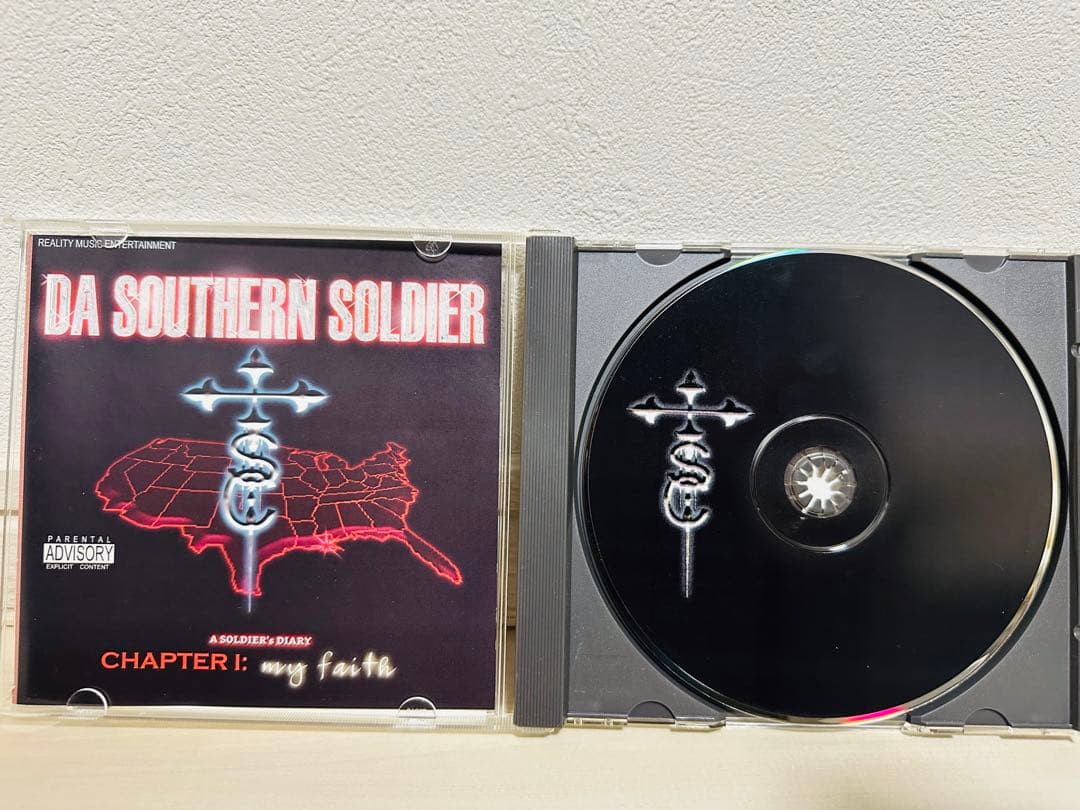 REALITY MUSIC ENTERTAINMENT
DA SOUTHERN SOLDIER
PARENTAL
ADVISORY
EXPLICIT CONTENT
A SOLDIER's DIARY
CHAPTER I: my faith